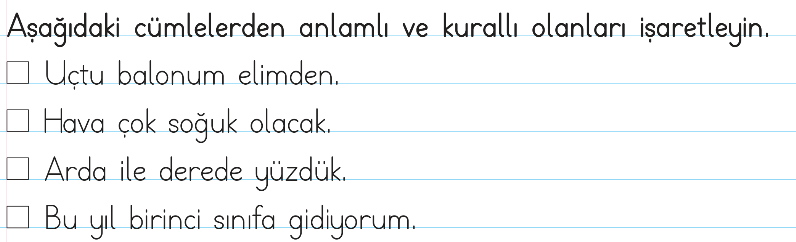 Aşağıdaki cümlelerden anlamlı ve kurallı olanları işaretleyin.
Uçtu balonum elimden.
Hava çok soğuk olacak.
Arda ile derede yüzdük.
Bu yıl birinci sınıfa gidiyorum.